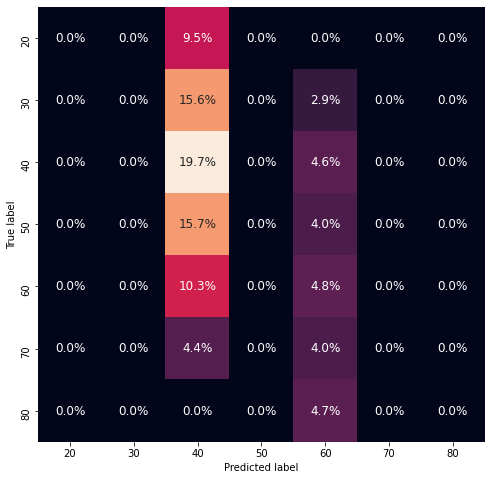 20 0.0% 0.0% 9.5% 0.0% 0.0% 0.0% 0.0%
30 0.0% 0.0% 15.6% 0.0% 2.9% 0.0% 0.0%
40 0.0% 0.0% 19.7% 0.0% 4.6% 0.0% 0.0%
50 0.0% 0.0% 15.7% 0.0% 4.0% 0.0% 0.0%
True label
60 0.0% 0.0% 10.3% 0.0% 4.8% 0.0% 0.0%
70 0.0% 0.0% 4.4% 0.0% 4.0% 0.0% 0.0%
80 0.0% 0.0% 0.0% 0.0% 4.7% 0.0% 0.0%
20 30 40 50 60 70 80
Predicted label